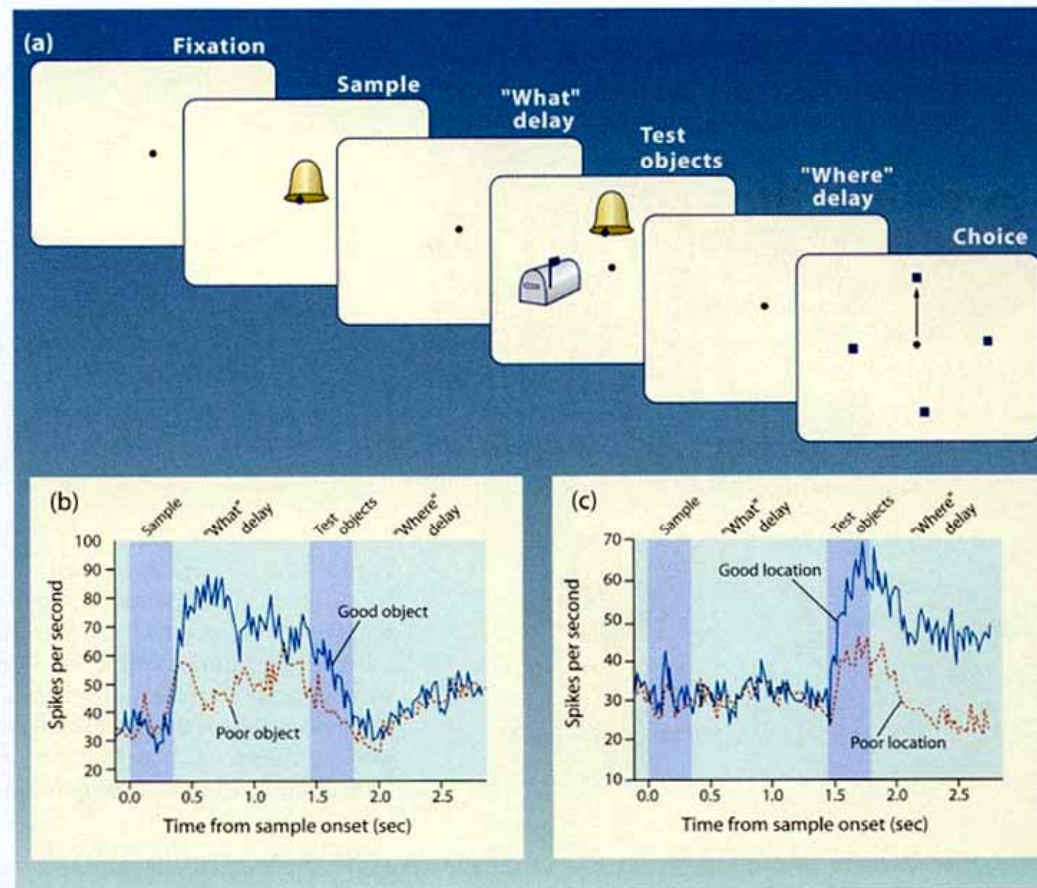 (a)
Fixation
Sample
"What"
delay
Test
objects
"Where"
delay
Choice
(b)
Sample
"What" delay
Test objects
"Where" delay
Spikes per second
100
90
80
70
60
50
40
30
20
Good object
Poor object
0.0 0.5 1.0 1.5 2.0 2.5
Time from sample onset (sec)
(c)
Sample
"What" delay
Test objects
"Where" delay
Spikes per second
70
60
50
40
30
20
10
Good location
Poor location
0.0 0.5 1.0 1.5 2.0 2.5
Time from sample onset (sec)